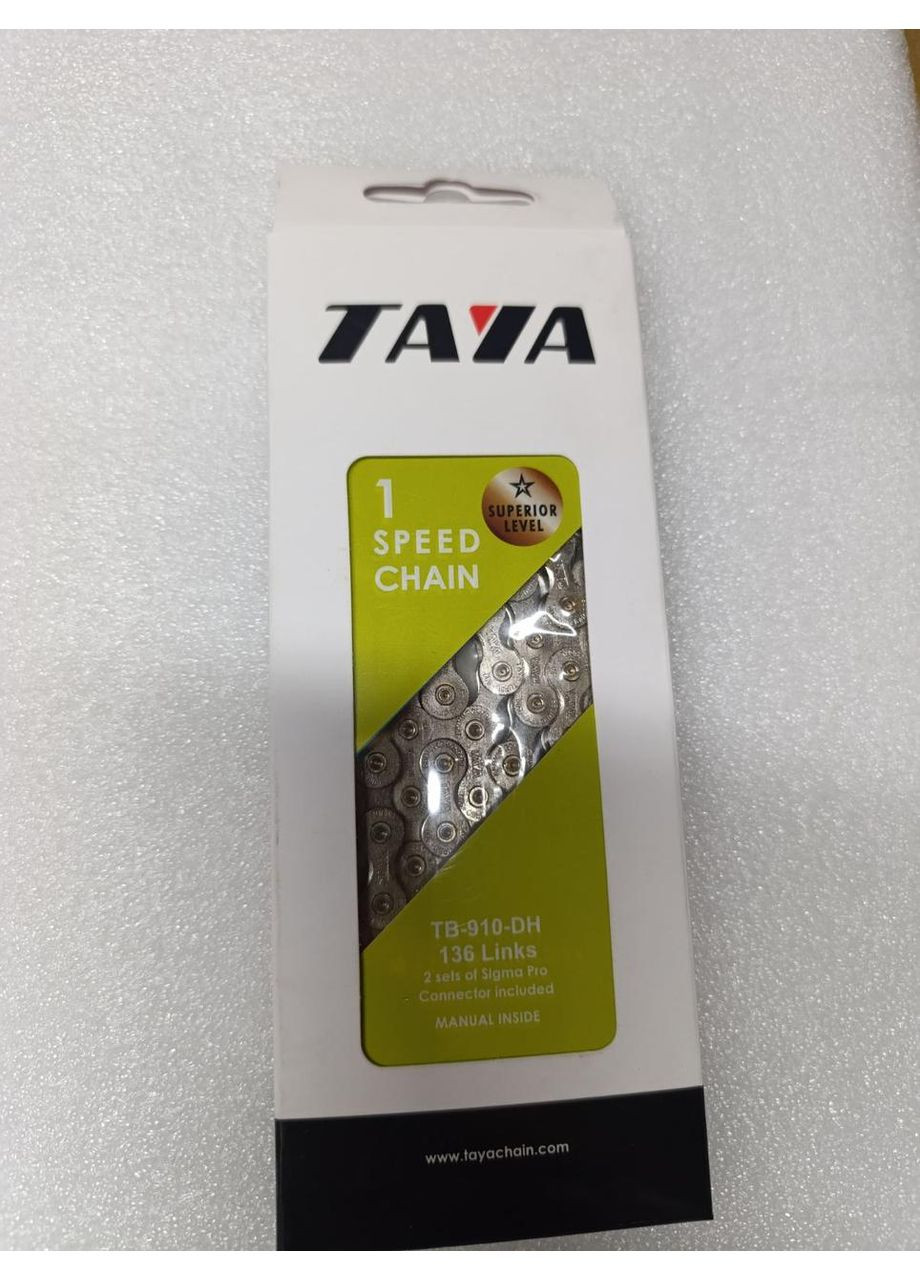 TAYA
1
SPEED
CHAIN
SUPERIOR
LEVEL
TB-910-DH
136 Links
2 sets of Sigma Pro
Connector included
MANUAL INSIDE
www.tayachain.com